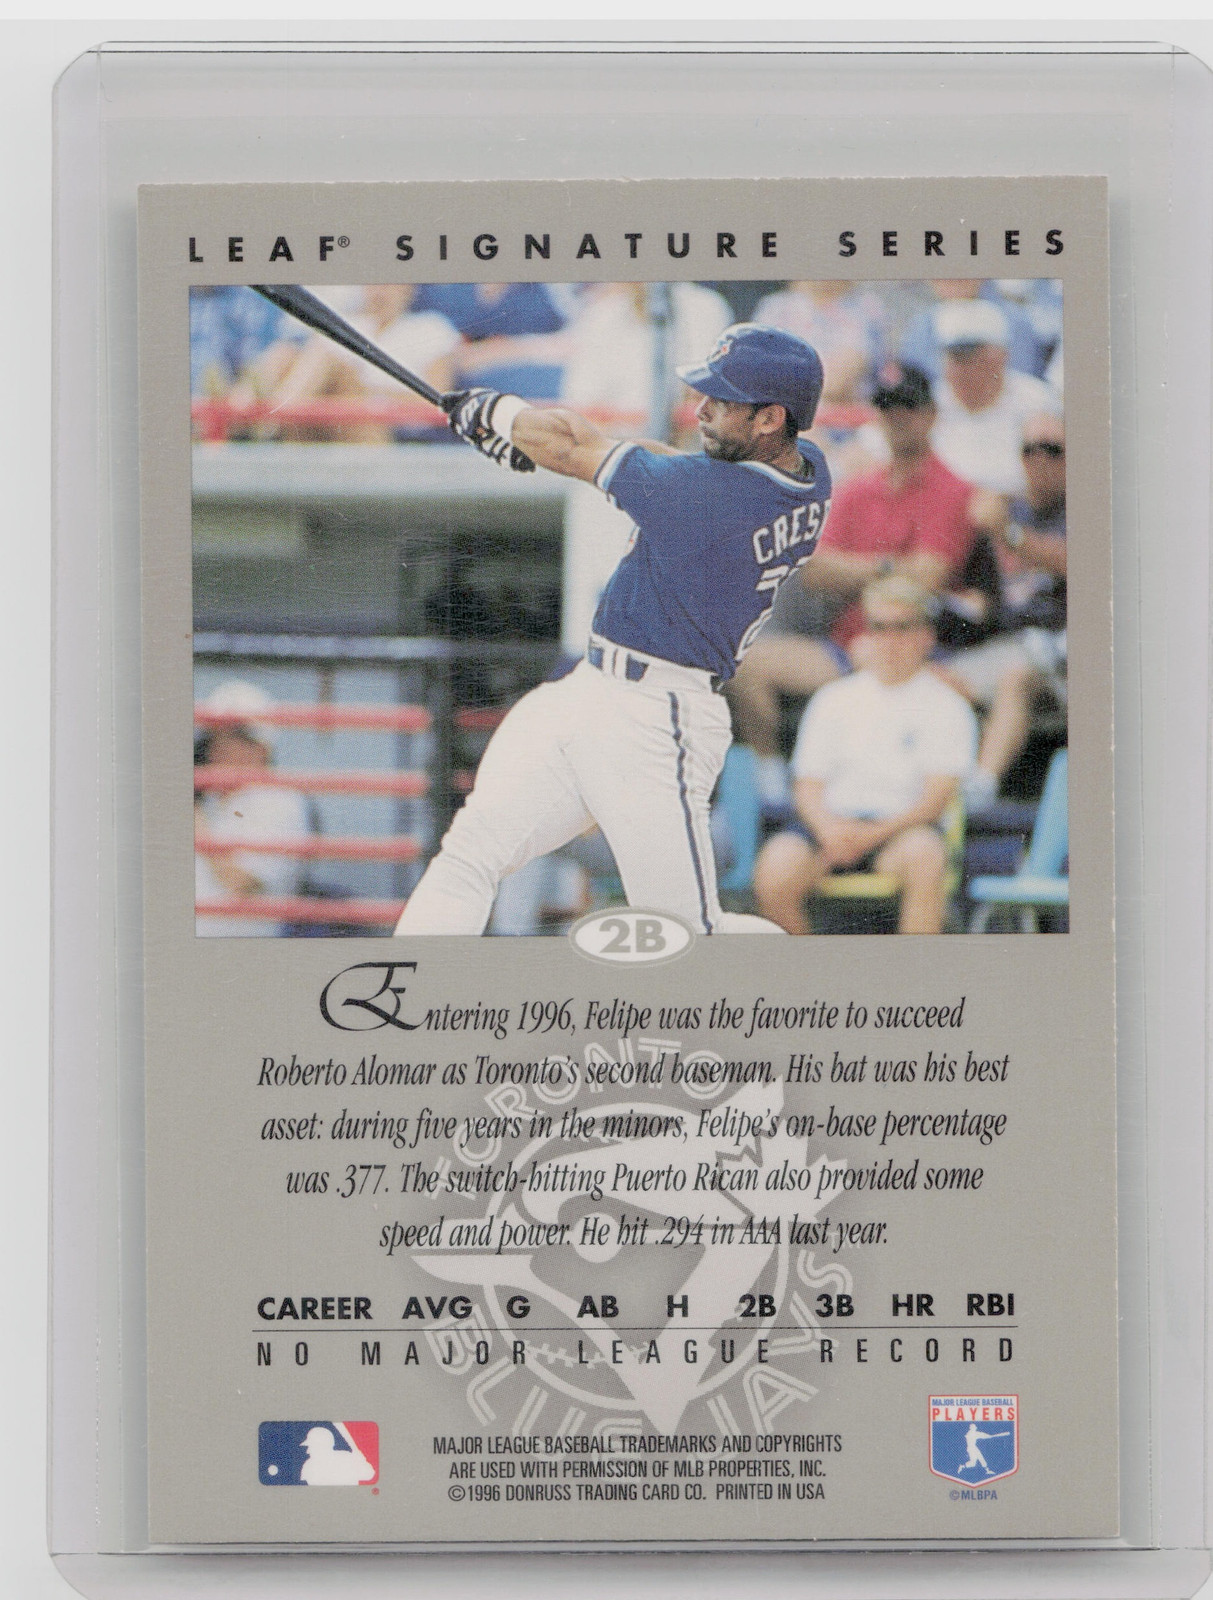 LEAF® SIGNATURE SERIES
CRES
2B
Entering 1996, Felipe was the favorite to succeed
Roberto Alomar as Toronto's second baseman. His bat was his best
asset: during five years in the minors, Felipe's on-base percentage
was .377. The switch-hitting Puerto Rican also provided some
speed and power. He hit .294 in AAA last year.
TORONTO
BLUE JAYS
CAREER AVG G AB H 2B 3B HR RBI
NO MAJOR LEAGUE RECORD
MAJOR LEAGUE BASEBALL
PLAYERS
©MLBPA
MAJOR LEAGUE BASEBALL TRADEMARKS AND COPYRIGHTS
ARE USED WITH PERMISSION OF MLB PROPERTIES, INC.
©1996 DONRUSS TRADING CARD CO. PRINTED IN USA